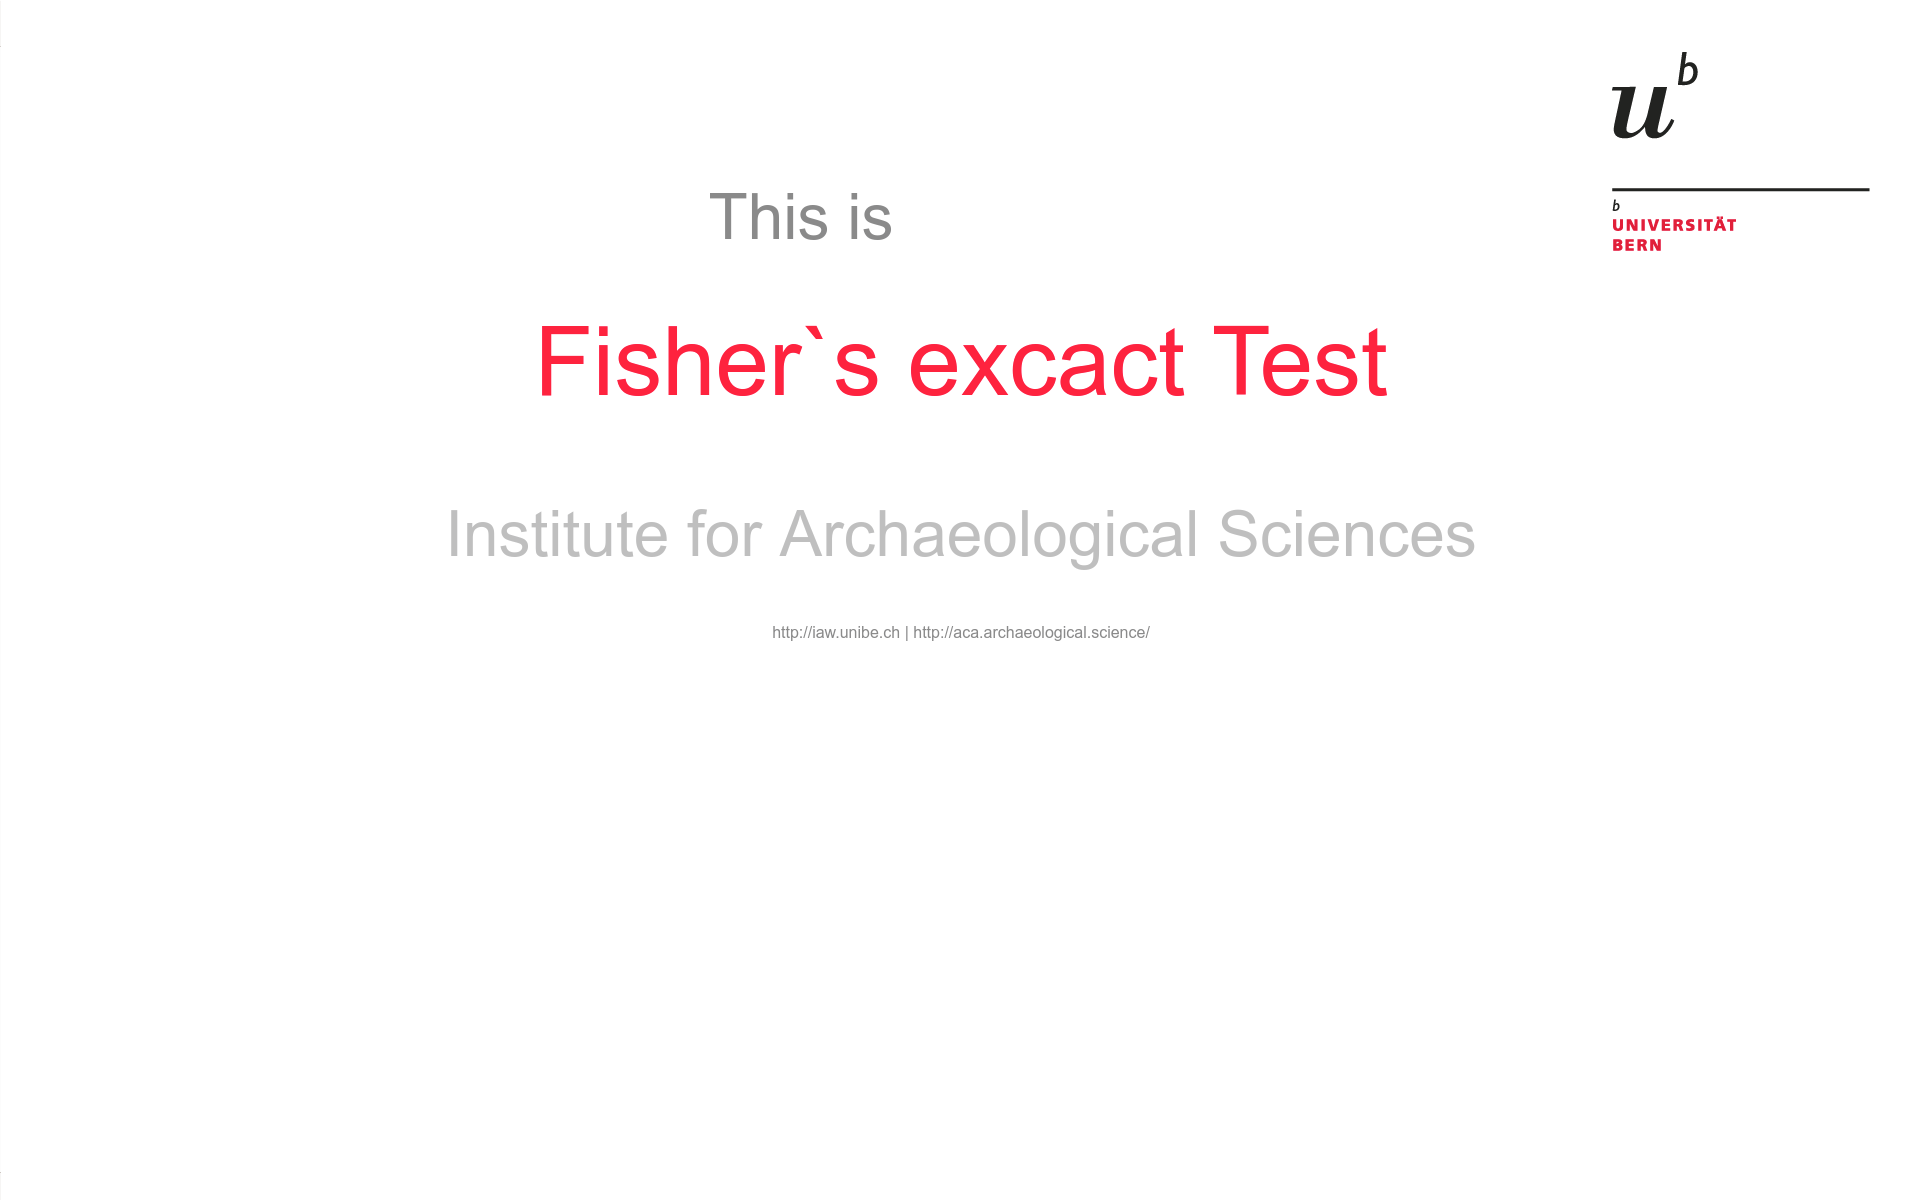 u b
This is
b
UNIVERSITÄT
BERN
Fisher`s excact Test
Institute for Archaeological Sciences
http://iaw.unibe.ch | http://aca.archaeological.science/